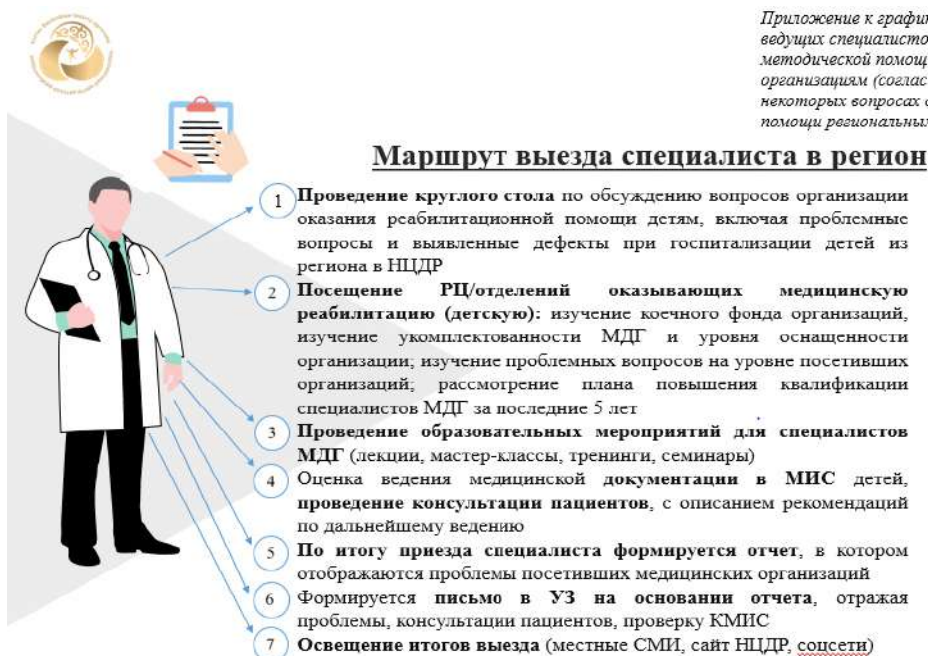 Приложение к график
ведущих специалисто
методической помощ
организациям (соглас
некоторых вопросах
помощи региональны
Маршрут выезда специалиста в регион
1 Проведение круглого стола по обсуждению вопросов организации
оказания реабилитационной помощи детям, включая проблемные
вопросы и выявленные дефекты при госпитализации детей из
региона в НЦДР
2 Посещение РЦ/отделений оказывающих медицинскую
реабилитацию (детскую): изучение коечного фонда организаций,
изучение укомплектованности МДГ и уровня оснащенности
организации; изучение проблемных вопросов на уровне посетивших
организаций; рассмотрение плана повышения квалификации
специалистов МДГ за последние 5 лет
3 Проведение образовательных мероприятий для специалистов
МДГ (лекции, мастер-классы, тренинги, семинары)
4 Оценка ведения медицинской документации в МИС детей,
проведение консультации пациентов, с описанием рекомендаций
по дальнейшему ведению
5 По итогу приезда специалиста формируется отчет, в котором
отображаются проблемы посетивших медицинских организаций
6 Формируется письмо в УЗ на основании отчета, отражая
проблемы, консультации пациентов, проверку КМИС
7 Освещение итогов выезда (местные СМИ, сайт НЦДР, соцсети)